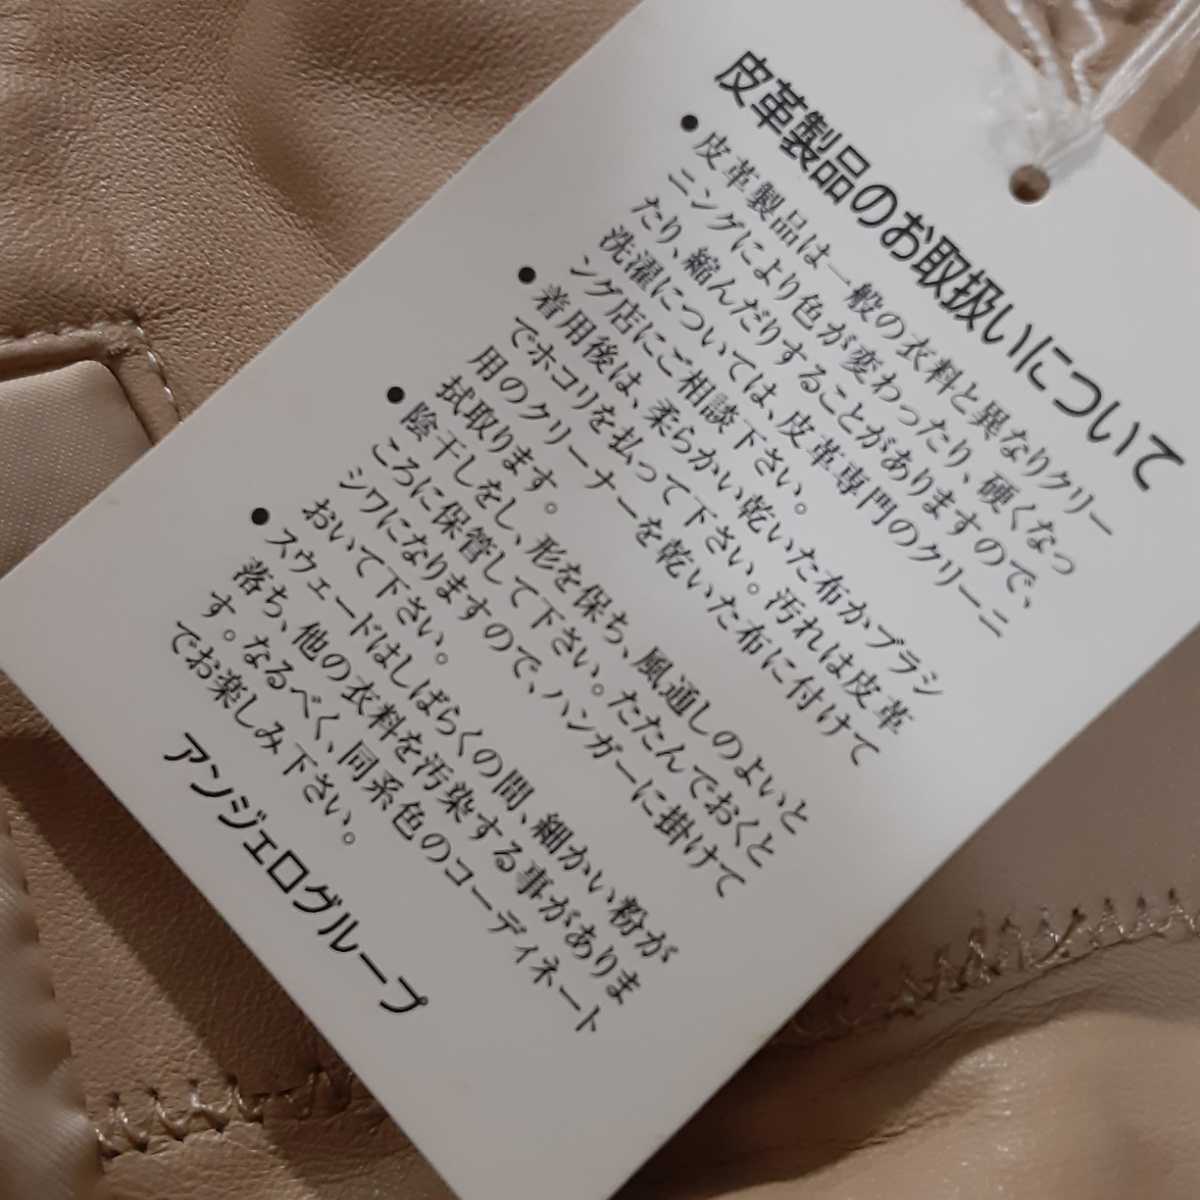 皮革製品のお取扱いについて
●皮革製品は一般の衣料と異なりクリー
ニングにより色が変わったり、硬くなっ
たり、縮んだりすることがありますので、
洗濯については、皮革専門のクリーニ
ング店にご相談下さい。
●着用後は、柔らかい乾いた布かブラシ
でホコリを払って下さい。汚れは皮革
用のクリーナーを乾いた布に付けて
拭取ります。
●陰干しをし、形を保ち、風通しのよいと
ころに保管して下さい。たたんでおくと
シワになりますので、ハンガーに掛けて
おいて下さい。
●スウェードはしばらくの間、細かい粉が
落ち、他の衣料を汚染する事がありま
す。なるべく、同系色のコーディネート
でお楽しみ下さい。
アンジェログループ